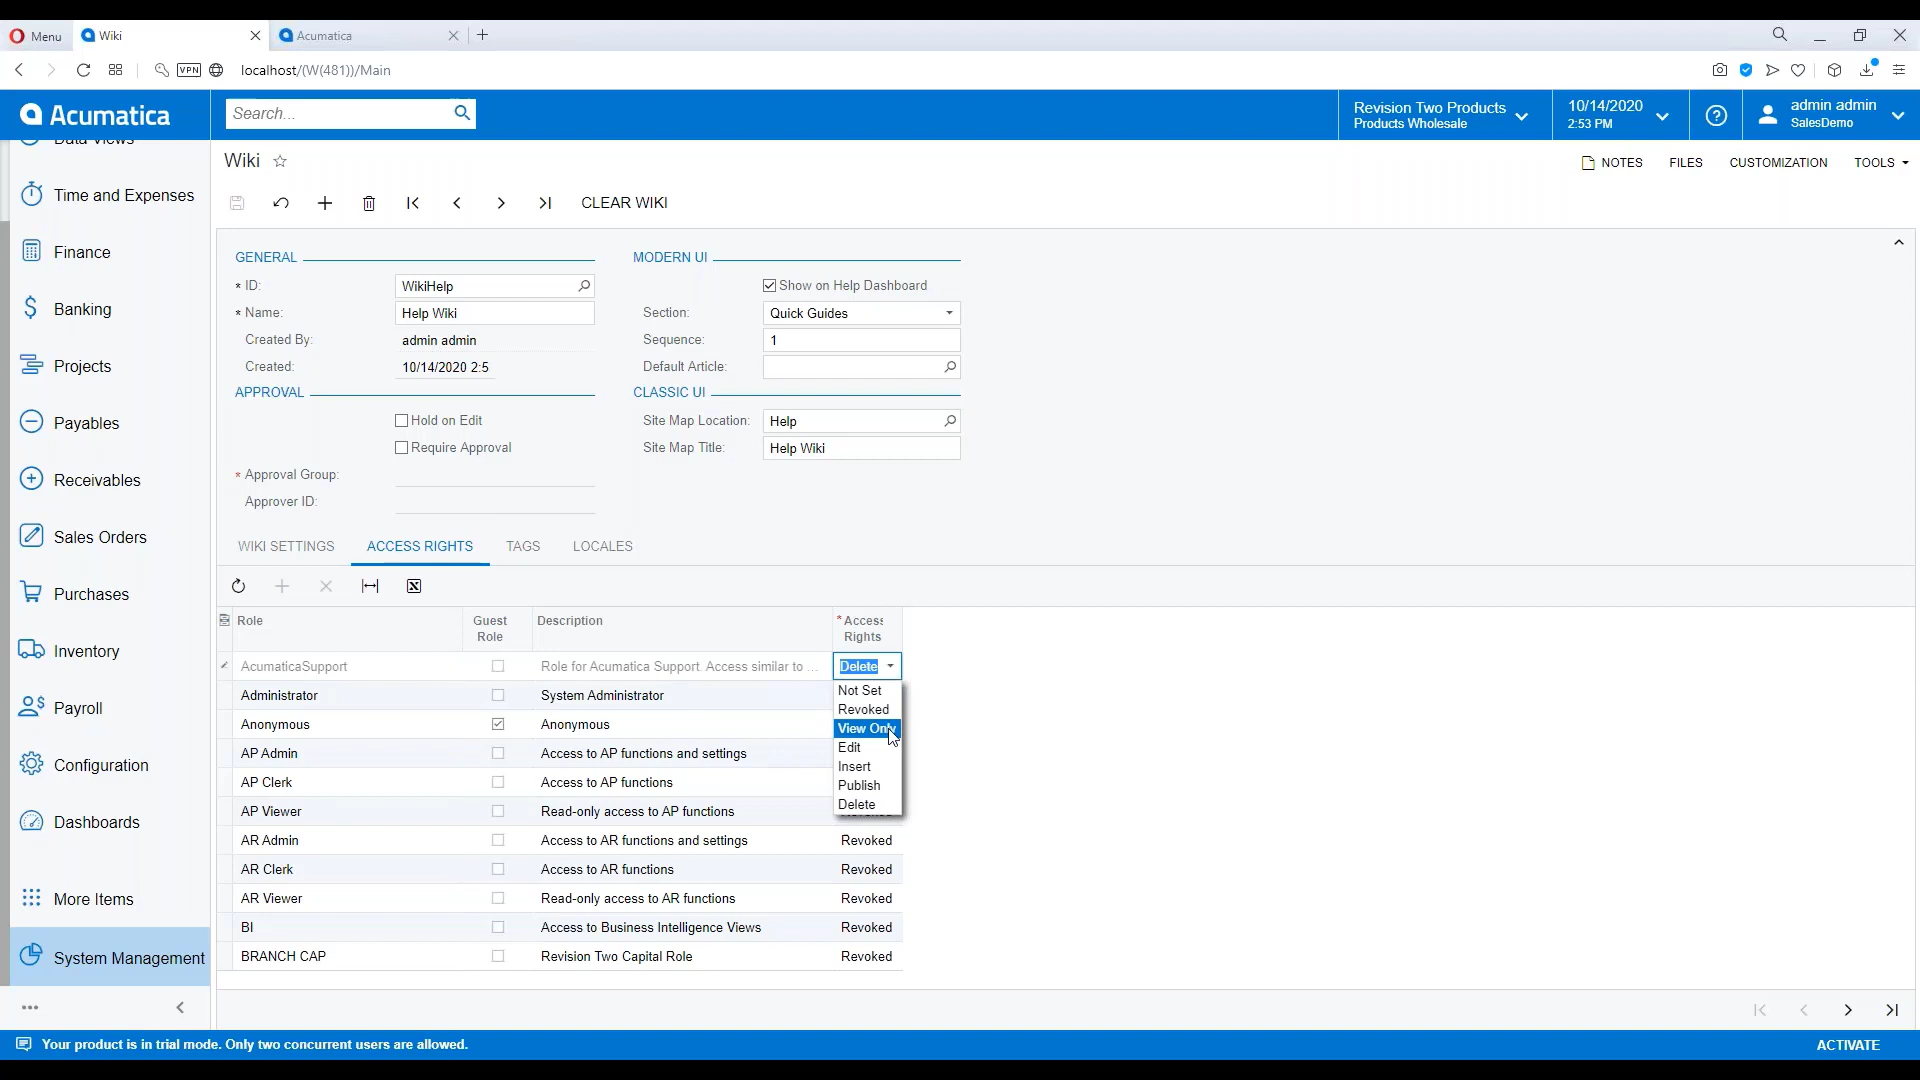 Menu
Wiki
Acumatica
VPN
localhost/(W(481))/Main
Acumatica
Search...
Revision Two Products
Products Wholesale
10/14/2020
2:53 PM
admin admin
SalesDemo
Data Views
Time and Expenses
Finance
Banking
Projects
Payables
Receivables
Sales Orders
Purchases
Inventory
Payroll
Configuration
Dashboards
More Items
System Management
Wiki
NOTES
FILES
CUSTOMIZATION
TOOLS
CLEAR WIKI
GENERAL
* ID: WikiHelp
* Name: Help Wiki
Created By: admin admin
Created: 10/14/2020 2:5
APPROVAL
Hold on Edit
Require Approval
* Approval Group:
Approver ID:
MODERN UI
Show on Help Dashboard
Section: Quick Guides
Sequence: 1
Default Article:
CLASSIC UI
Site Map Location: Help
Site Map Title: Help Wiki
WIKI SETTINGS
ACCESS RIGHTS
TAGS
LOCALES
Role
Guest Role
Description
* Access Rights
AcumaticaSupport Role for Acumatica Support. Access similar to ... Delete
Administrator System Administrator
Anonymous Anonymous
AP Admin Access to AP functions and settings
AP Clerk Access to AP functions
AP Viewer Read-only access to AP functions
AR Admin Access to AR functions and settings Revoked
AR Clerk Access to AR functions Revoked
AR Viewer Read-only access to AR functions Revoked
BI Access to Business Intelligence Views Revoked
BRANCH CAP Revision Two Capital Role Revoked
Not Set
Revoked
View Only
Edit
Insert
Publish
Delete
Your product is in trial mode. Only two concurrent users are allowed.
ACTIVATE